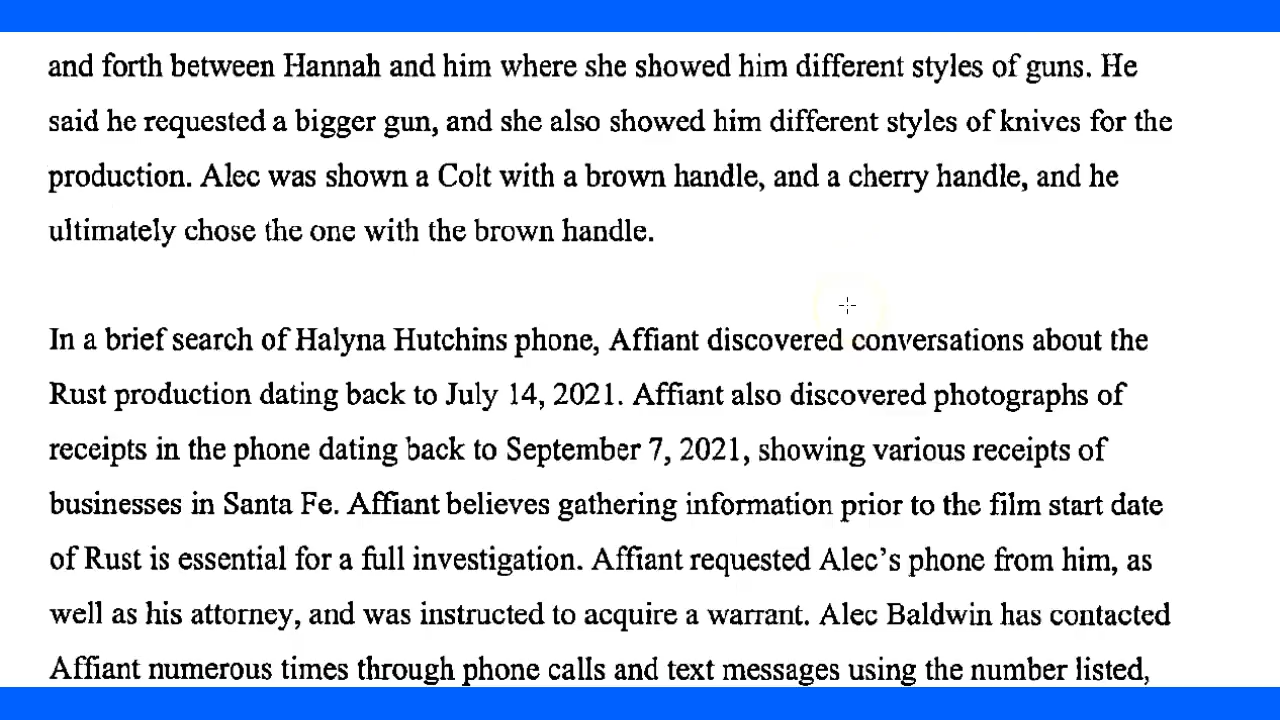 and forth between Hannah and him where she showed him different styles of guns. He
said he requested a bigger gun, and she also showed him different styles of knives for the
production. Alec was shown a Colt with a brown handle, and a cherry handle, and he
ultimately chose the one with the brown handle.
In a brief search of Halyna Hutchins phone, Affiant discovered conversations about the
Rust production dating back to July 14, 2021. Affiant also discovered photographs of
receipts in the phone dating back to September 7, 2021, showing various receipts of
businesses in Santa Fe. Affiant believes gathering information prior to the film start date
of Rust is essential for a full investigation. Affiant requested Alec’s phone from him, as
well as his attorney, and was instructed to acquire a warrant. Alec Baldwin has contacted
Affiant numerous times through phone calls and text messages using the number listed,